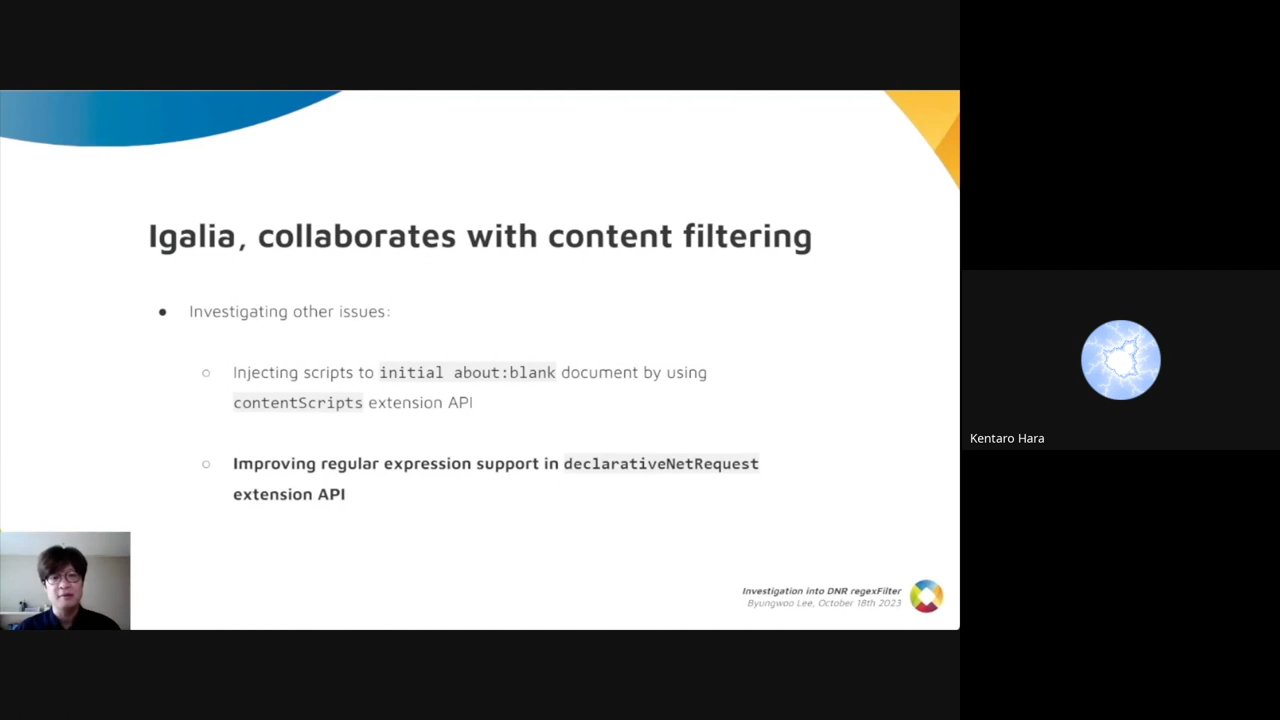 Igalia, collaborates with content filtering
● Investigating other issues:
○ Injecting scripts to initial about:blank document by using
contentScripts extension API
○ Improving regular expression support in declarativeNetRequest
extension API
Investigation into DNR regexFilter
Byungwoo Lee, October 18th 2023
Kentaro Hara